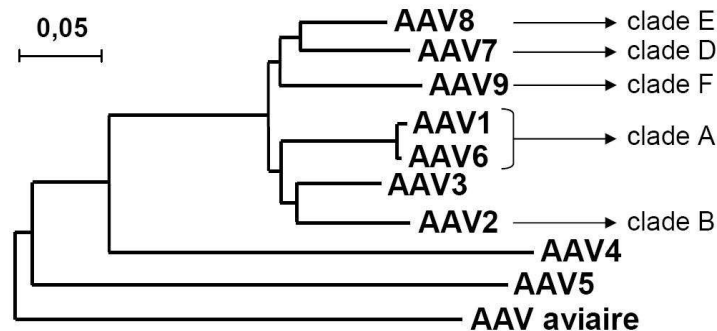 0,05
AAV8 clade E
AAV7 clade D
AAV9 clade F
AAV1
clade A
AAV6
AAV3
AAV2 clade B
AAV4
AAV5
AAV aviaire